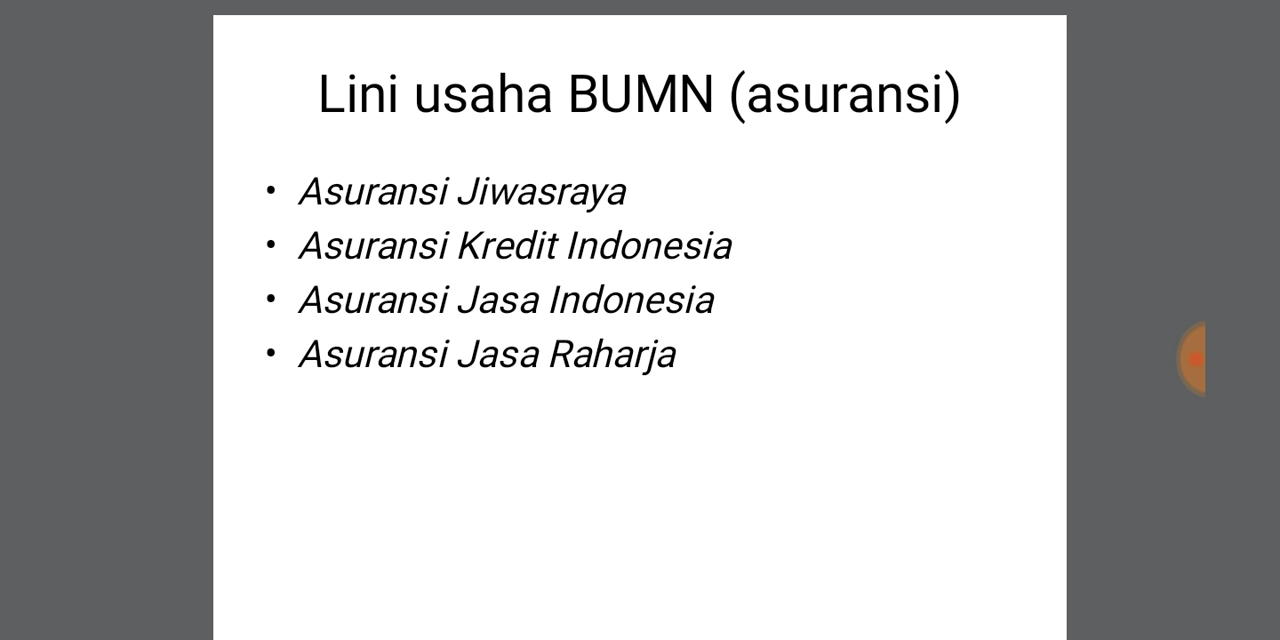 Lini usaha BUMN (asuransi)
• Asuransi Jiwasraya
• Asuransi Kredit Indonesia
• Asuransi Jasa Indonesia
• Asuransi Jasa Raharja